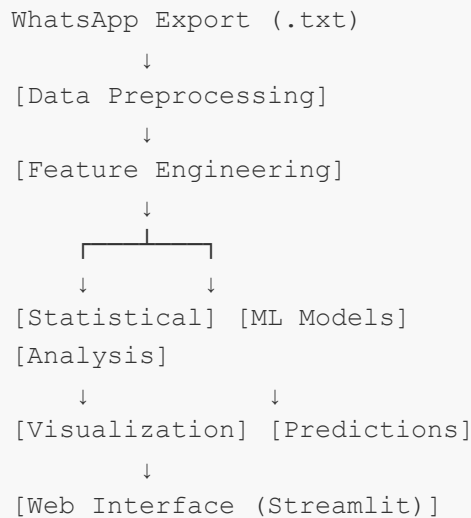 WhatsApp Export (.txt)
↓
[Data Preprocessing]
↓
[Feature Engineering]
↓
┌────┴────┐
↓ ↓
[Statistical] [ML Models]
[Analysis]
↓ ↓
[Visualization] [Predictions]
↓
[Web Interface (Streamlit)]